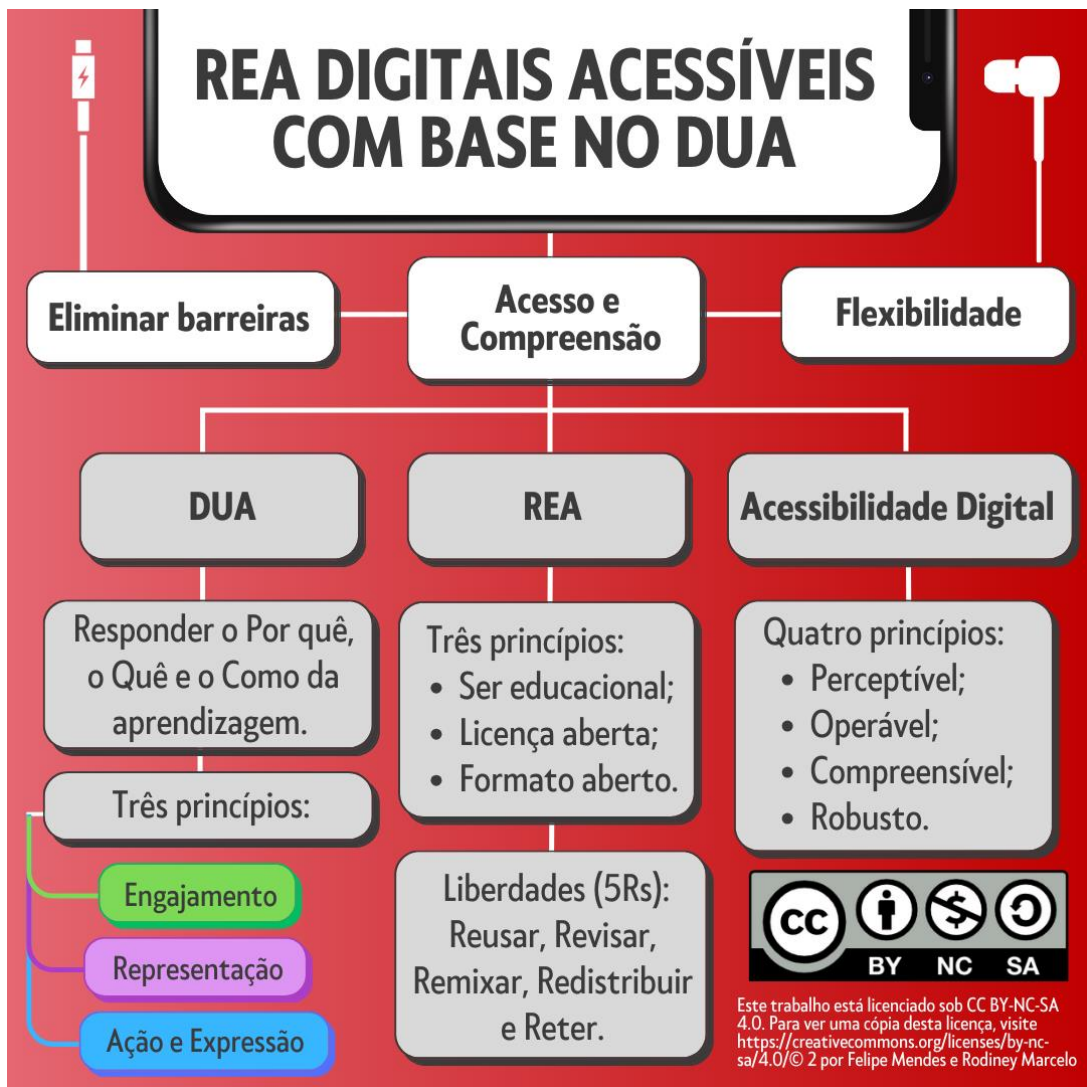 REA DIGITAIS ACESSÍVEIS
COM BASE NO DUA
Eliminar barreiras
Acesso e
Compreensão
Flexibilidade
DUA
REA
Acessibilidade Digital
Responder o Por quê,
o Quê e o Como da
aprendizagem.
Três princípios:
Engajamento
Representação
Ação e Expressão
Três princípios:
• Ser educacional;
• Licença aberta;
• Formato aberto.
Liberdades (5Rs):
Reusar, Revisar,
Remixar, Redistribuir
e Reter.
Quatro princípios:
• Perceptível;
• Operável;
• Compreensível;
• Robusto.
cc
BY NC SA
Este trabalho está licenciado sob CC BY-NC-SA
4.0. Para ver uma cópia desta licença, visite
https://creativecommons.org/licenses/by-nc-
sa/4.0/© 2 por Felipe Mendes e Rodiney Marcelo